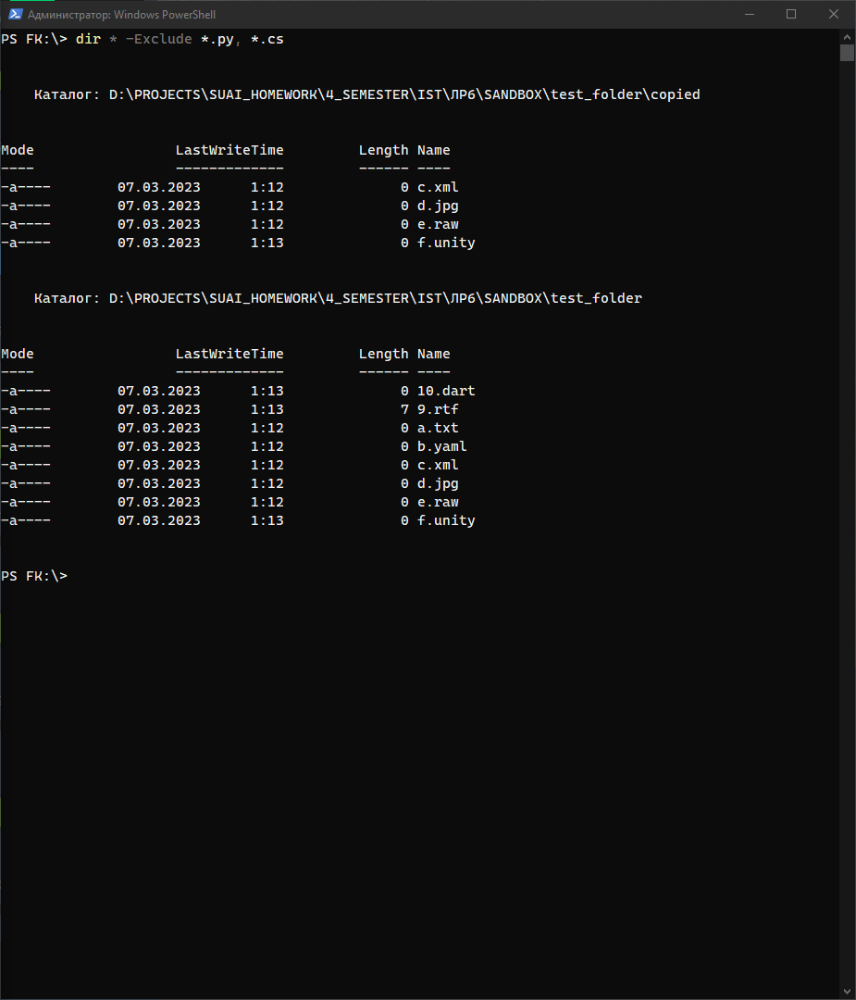 Администратор: Windows PowerShell
PS FK:\> dir * -Exclude *.py, *.cs
Каталог: D:\PROJECTS\SUAI_HOMEWORK\4_SEMESTER\IST\ЛР6\SANDBOX\test_folder\copied
Mode LastWriteTime Length Name
---- ------------- ------ ----
-a---- 07.03.2023 1:12 0 c.xml
-a---- 07.03.2023 1:12 0 d.jpg
-a---- 07.03.2023 1:12 0 e.raw
-a---- 07.03.2023 1:13 0 f.unity
Каталог: D:\PROJECTS\SUAI_HOMEWORK\4_SEMESTER\IST\ЛР6\SANDBOX\test_folder
Mode LastWriteTime Length Name
---- ------------- ------ ----
-a---- 07.03.2023 1:13 0 10.dart
-a---- 07.03.2023 1:13 7 9.rtf
-a---- 07.03.2023 1:12 0 a.txt
-a---- 07.03.2023 1:12 0 b.yaml
-a---- 07.03.2023 1:12 0 c.xml
-a---- 07.03.2023 1:12 0 d.jpg
-a---- 07.03.2023 1:12 0 e.raw
-a---- 07.03.2023 1:13 0 f.unity
PS FK:\>